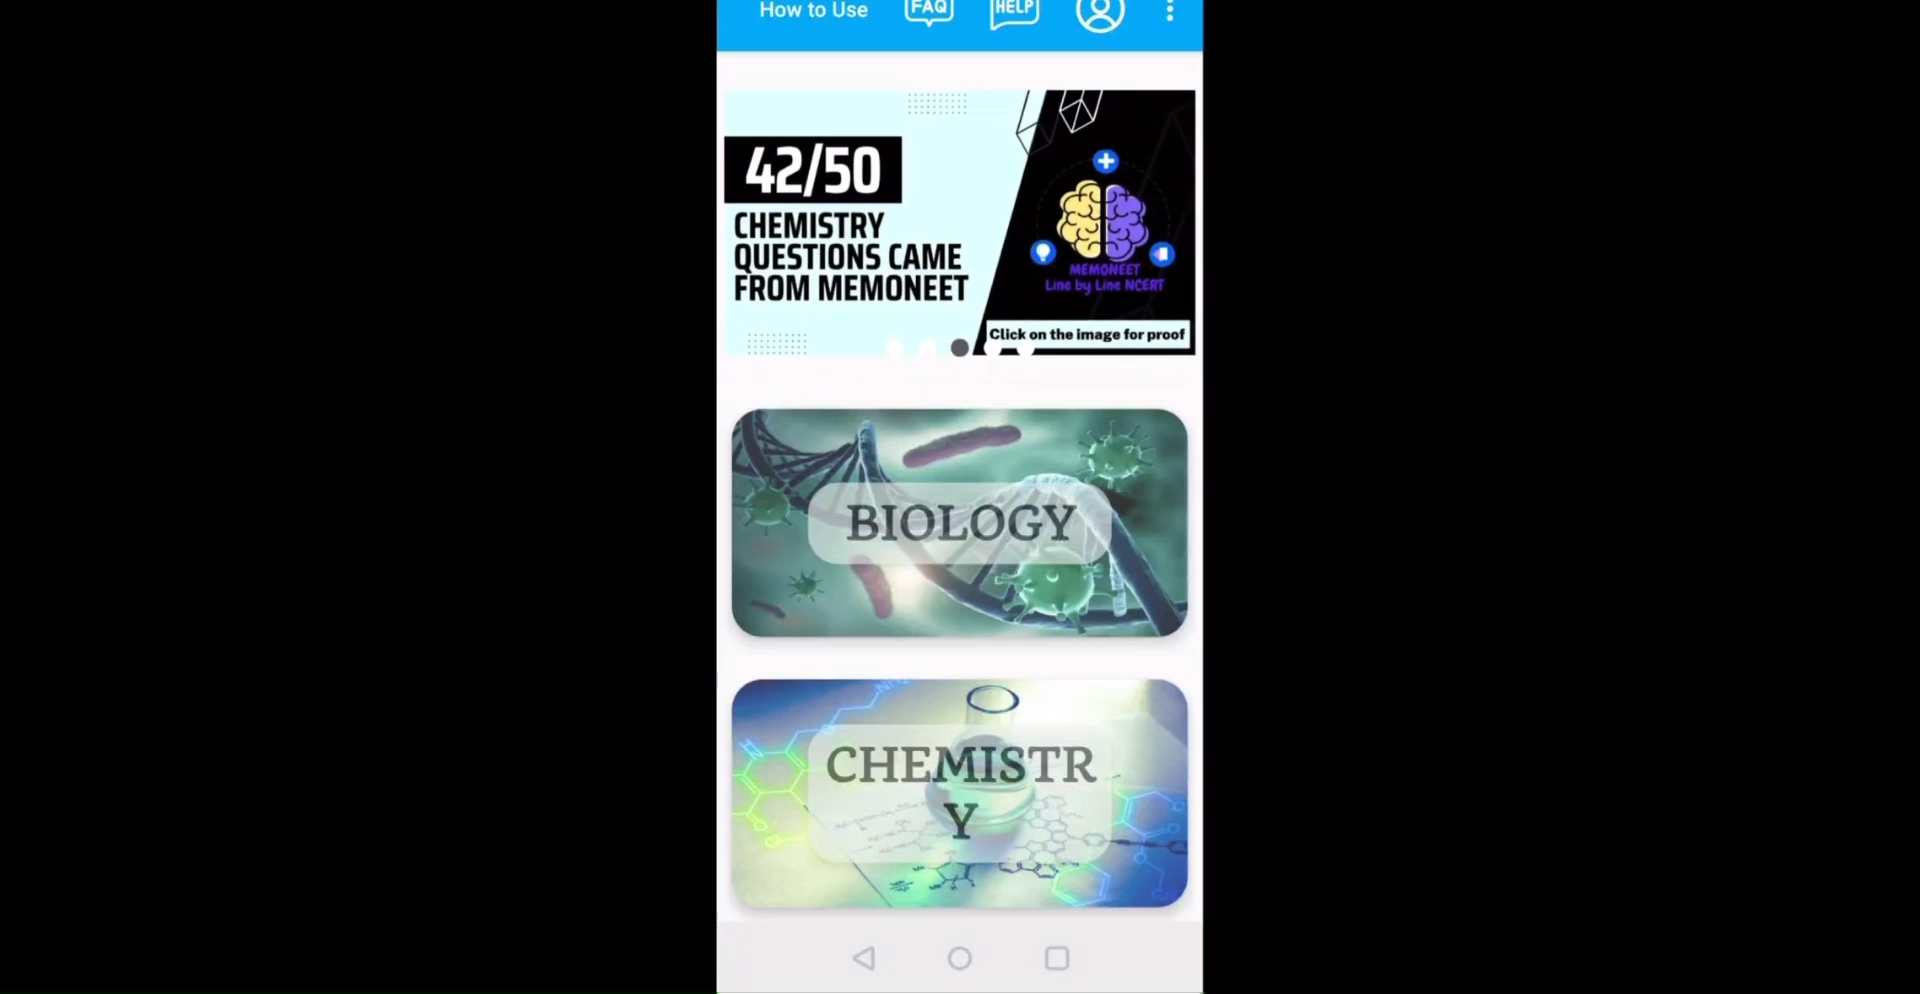 How to Use
FAQ
HELP
42/50
CHEMISTRY
QUESTIONS CAME
FROM MEMONEET
MEMONEET
Line by Line NCERT
Click on the image for proof
BIOLOGY
CHEMISTR
Y